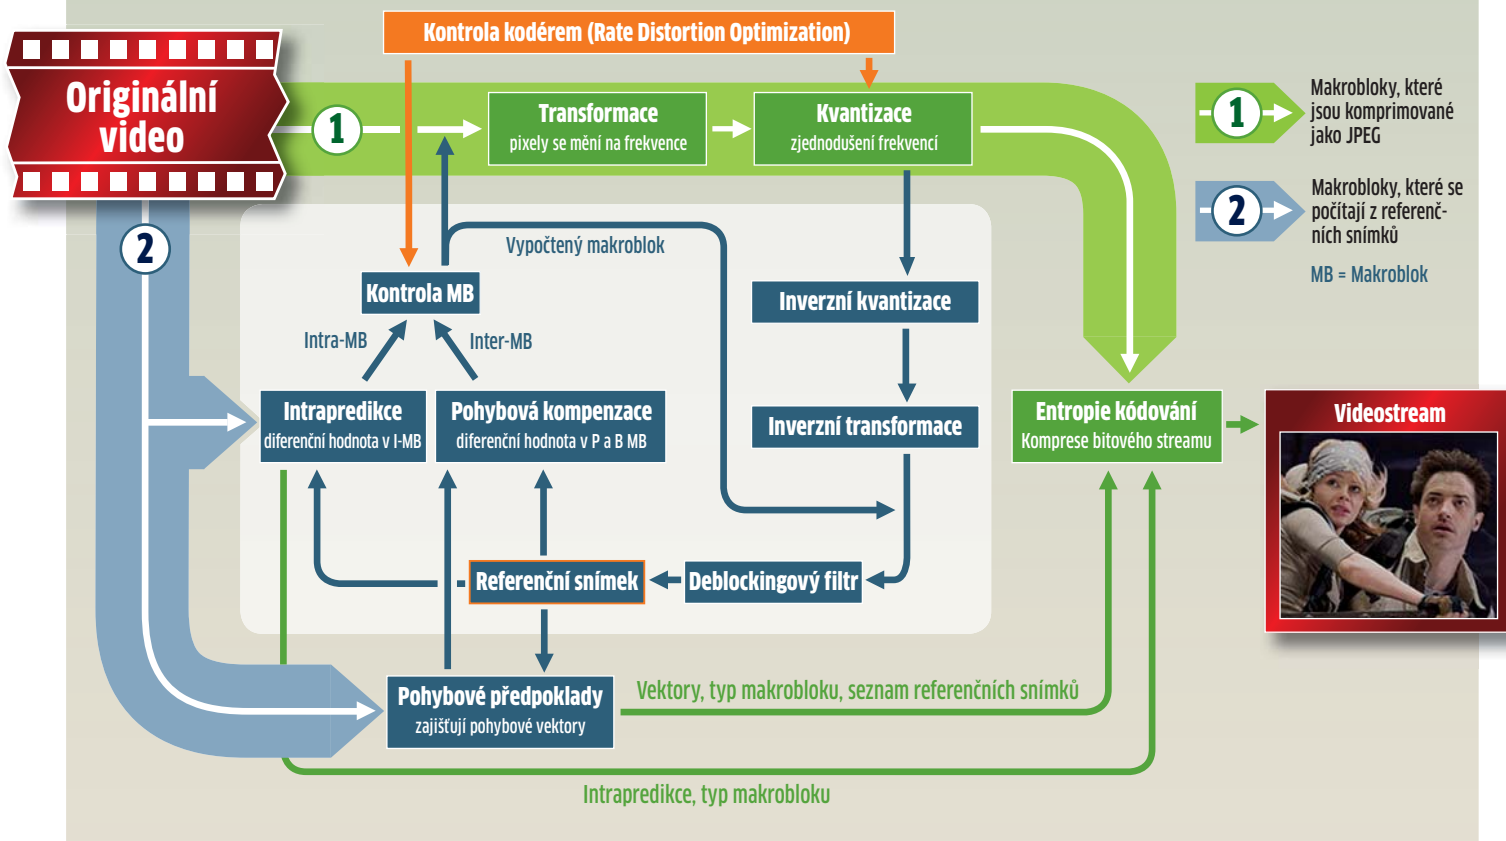 Kontrola kodérem (Rate Distortion Optimization)
Originální
video
1
Transformace
pixely se mění na frekvence
Kvantizace
zjednodušení frekvencí
1
Makrobloky, které
jsou komprimované
jako JPEG
2
Makrobloky, které se
počítají z referenč-
ních snímků
MB = Makroblok
2
Vypočtený makroblok
Kontrola MB
Inverzní kvantizace
Intra-MB
Inter-MB
Intrapredikce
diferenční hodnota v I-MB
Pohybová kompenzace
diferenční hodnota v P a B MB
Inverzní transformace
Entropie kódování
Komprese bitového streamu
Videostream
Referenční snímek
Deblockingový filtr
Pohybové předpoklady
zajišťují pohybové vektory
Vektory, typ makrobloku, seznam referenčních snímků
Intrapredikce, typ makrobloku